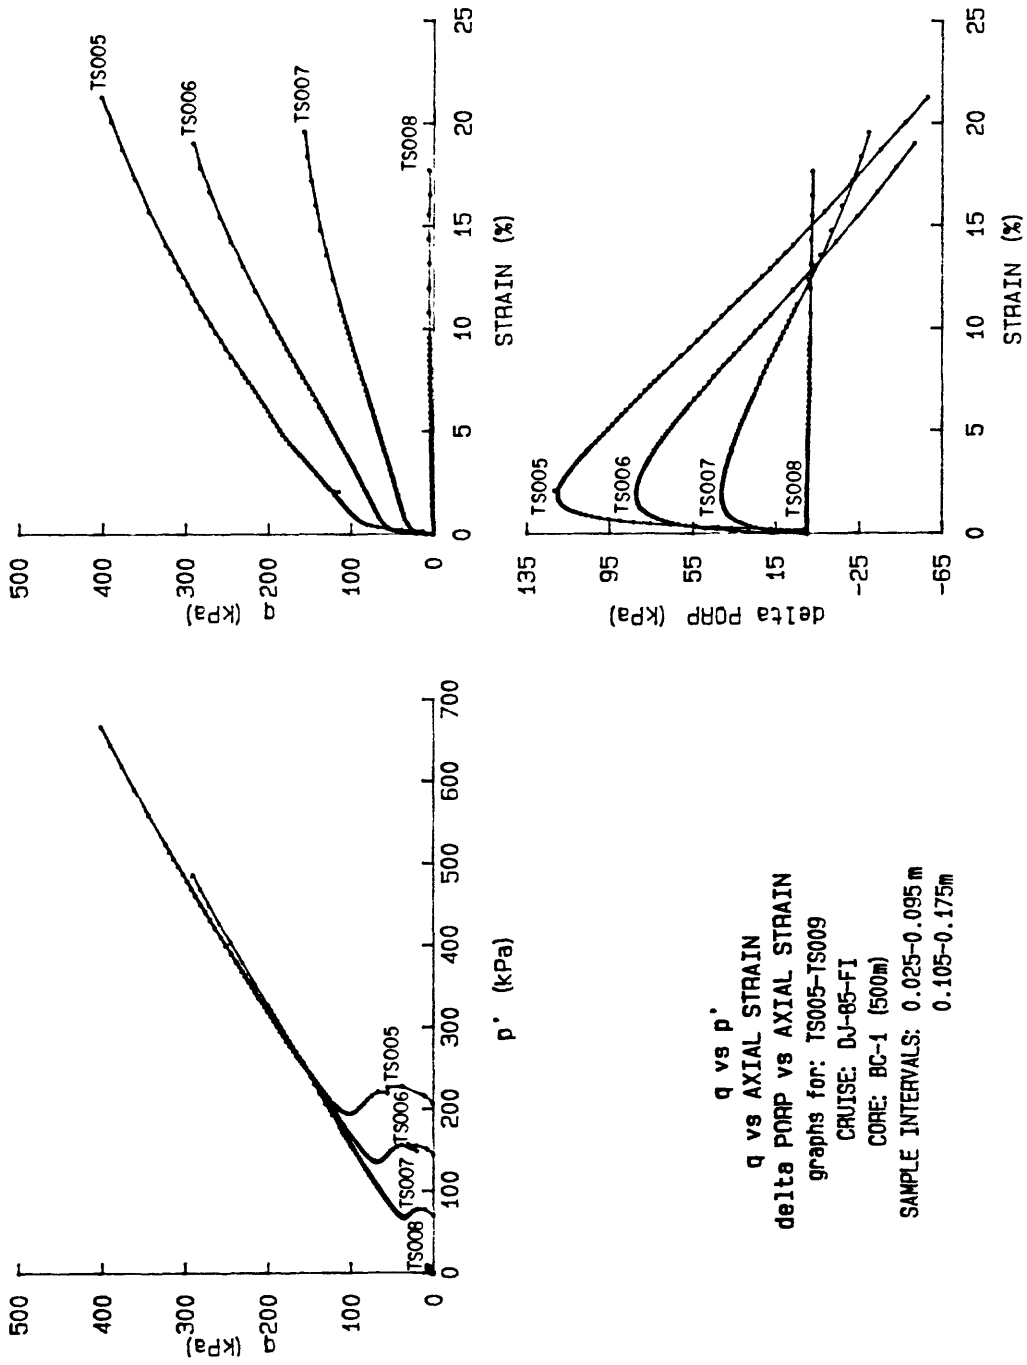 500
400
300
200
100
0
q
(kPa)
TS005
TS006
TS007
TS008
0
100
200
300
400
500
600
700
p' (kPa)
500
400
300
200
100
0
q
(kPa)
TS005
TS006
TS007
TS008
0
5
10
15
20
25
STRAIN (%)
135
95
55
15
-25
-65
delta PORP (kPa)
TS005
TS006
TS007
TS008
0
5
10
15
20
25
STRAIN (%)
q vs p'
q vs AXIAL STRAIN
delta PORP vs AXIAL STRAIN
graphs for: TS005-TS009
CRUISE: DJ-85-FI
CORE: BC-1 (500m)
SAMPLE INTERVALS: 0.025-0.095 m
0.105-0.175m